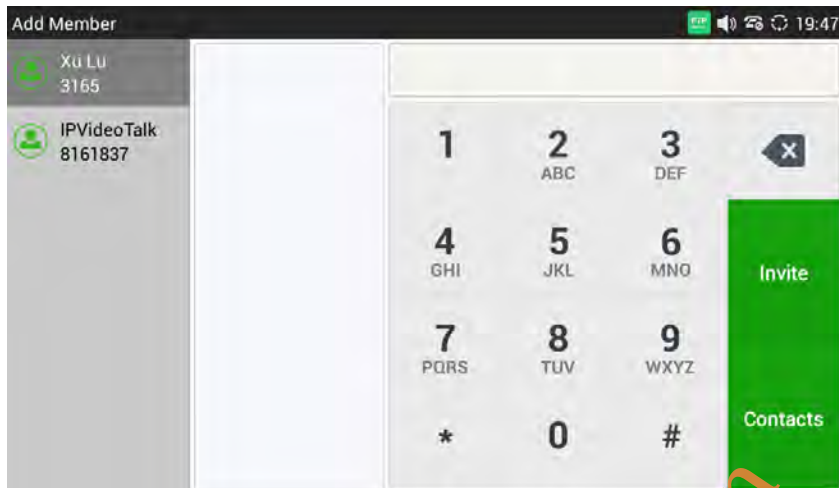 Add Member
19:47
Xu Lu
3165
IPVideoTalk
8161837
1
2
3
ABC
DEF
4
5
6
GHI
JKL
MNO
Invite
7
8
9
PQRS
TUV
WXYZ
*
0
#
Contacts